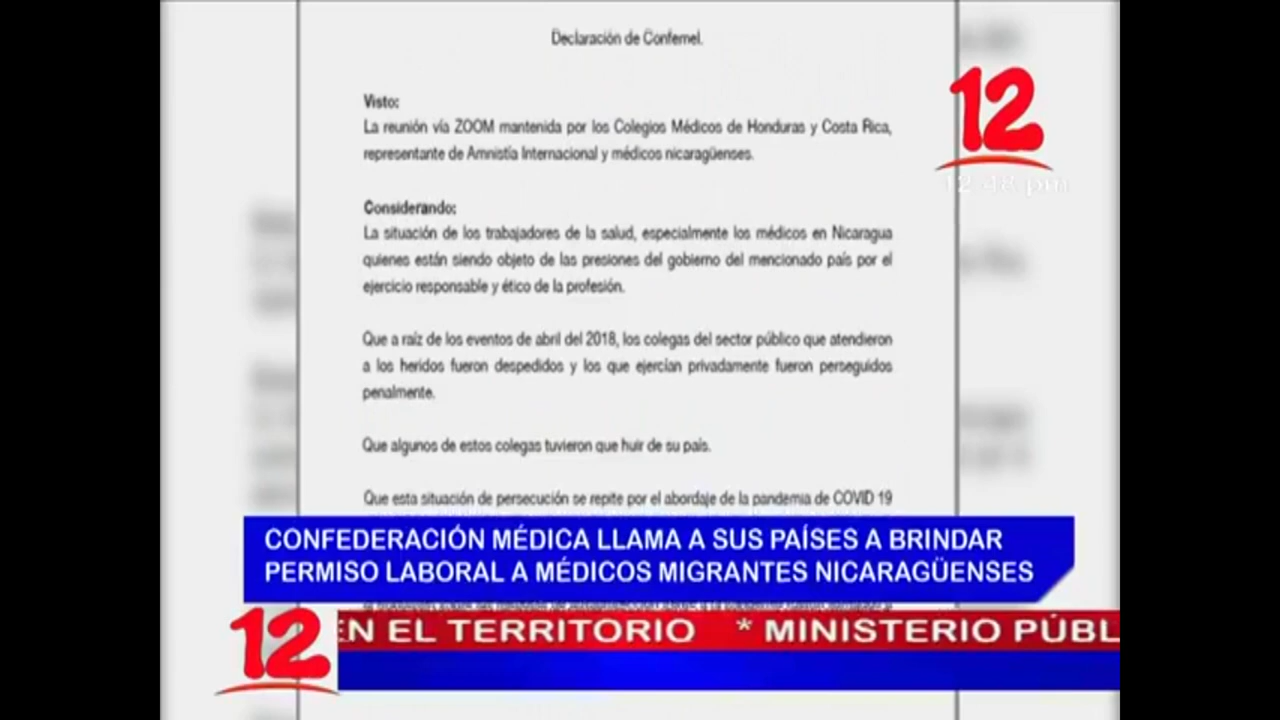 Declaración de Confemel.
Visto:
La reunión vía ZOOM mantenida por los Colegios Médicos de Honduras y Costa Rica,
representante de Amnistía Internacional y médicos nicaragüenses.
Considerando:
La situación de los trabajadores de la salud, especialmente los médicos en Nicaragua
quienes están siendo objeto de las presiones del gobierno del mencionado país por el
ejercicio responsable y ético de la profesión.
Que a raíz de los eventos de abril del 2018, los colegas del sector público que atendieron
a los heridos fueron despedidos y los que ejercían privadamente fueron perseguidos
penalmente.
Que algunos de estos colegas tuvieron que huir de su país.
Que esta situación de persecución se repite por el abordaje de la pandemia de COVID 19
12
12:48 pm
CONFEDERACIÓN MÉDICA LLAMA A SUS PAÍSES A BRINDAR
PERMISO LABORAL A MÉDICOS MIGRANTES NICARAGÜENSES
12
EN EL TERRITORIO * MINISTERIO PÚBL